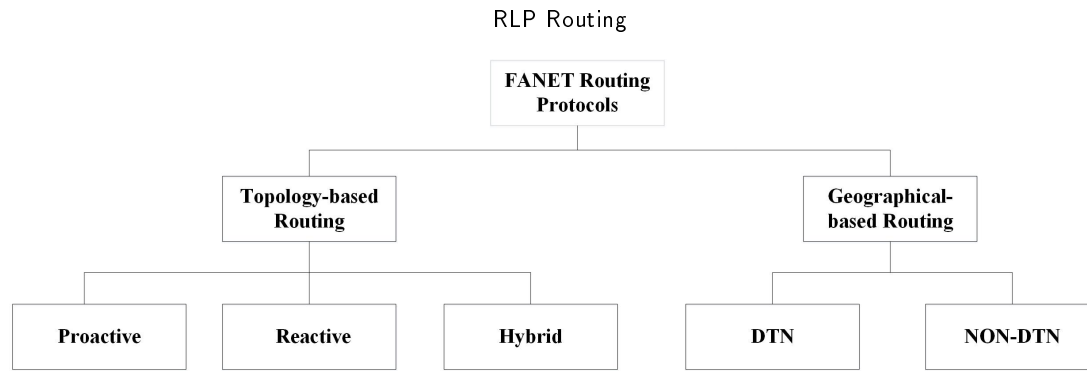 RLP Routing
FANET Routing
Protocols
Topology-based
Routing
Geographical-
based Routing
Proactive
Reactive
Hybrid
DTN
NON-DTN